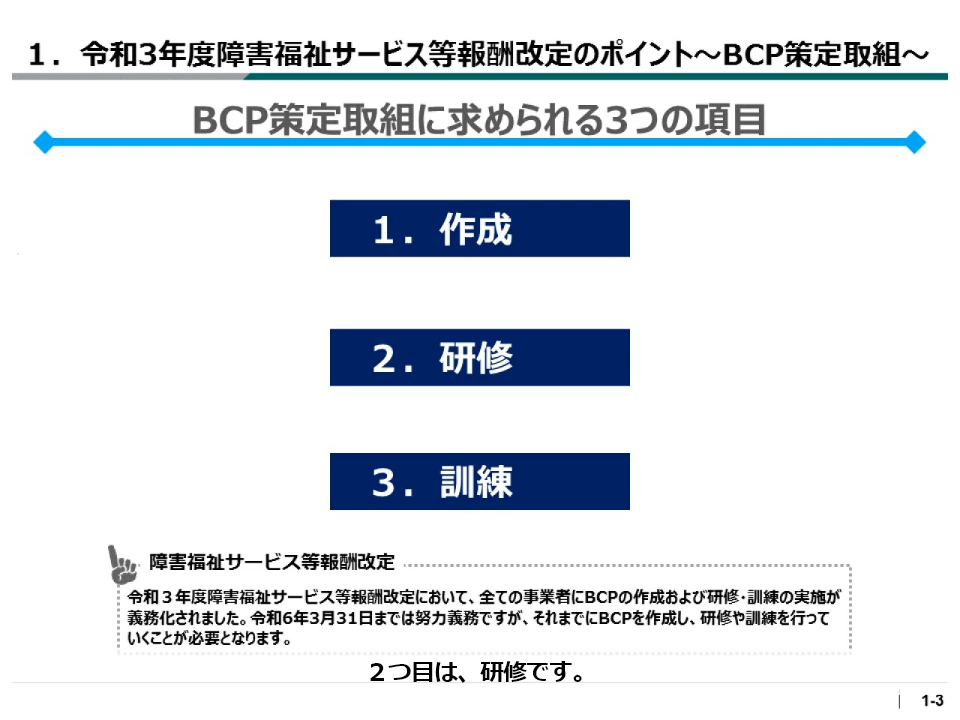 １．令和3年度障害福祉サービス等報酬改定のポイント～BCP策定取組～
BCP策定取組に求められる3つの項目
１．作成
２．研修
３．訓練
障害福祉サービス等報酬改定
令和３年度障害福祉サービス等報酬改定において、全ての事業者にBCPの作成および研修・訓練の実施が
義務化されました。令和6年3月31日までは努力義務ですが、それまでにBCPを作成し、研修や訓練を行って
いくことが必要となります。
２つ目は、研修です。
1-3